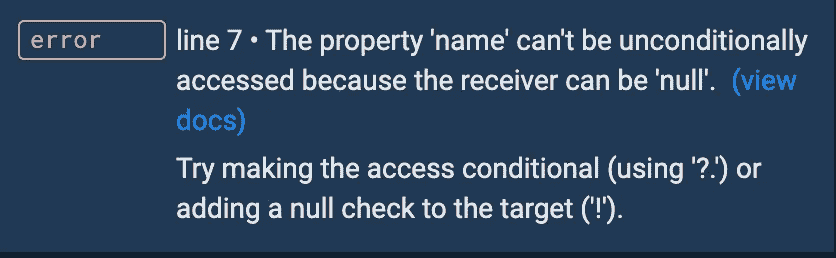 error
line 7 • The property 'name' can't be unconditionally
accessed because the receiver can be 'null'. (view
docs)
Try making the access conditional (using '?.') or
adding a null check to the target ('!').